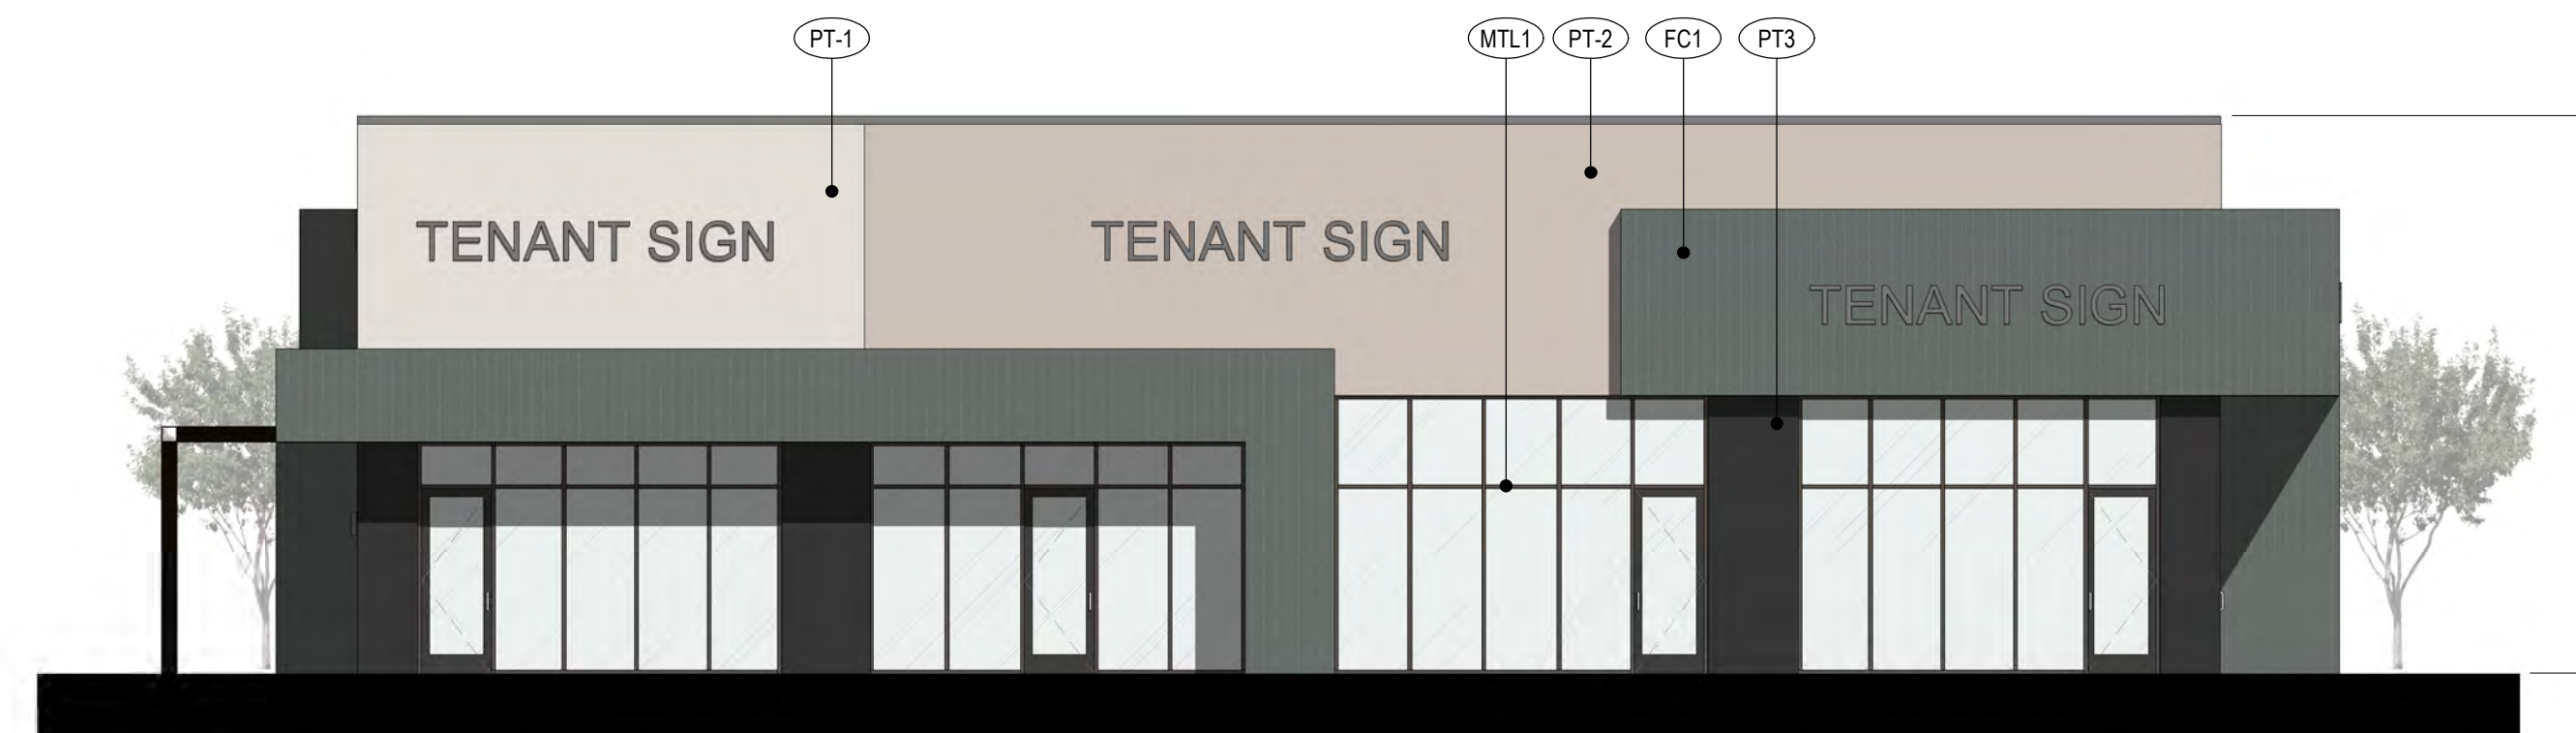 PT-1
MTL1
PT-2
FC1
PT3
TENANT SIGN
TENANT SIGN
TENANT SIGN